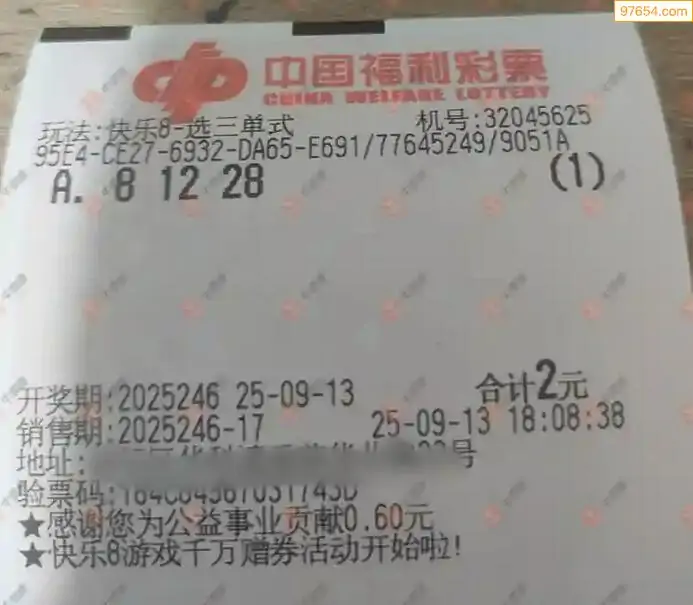 97654.com
中国福利彩票
CHINA WELFARE LOTTERY
玩法:快乐8-选三单式 机号:32045625
95E4-CE27-6932-DA65-E691/77645249/9051A
A. 8 12 28 (1)
开奖期:2025246 25-09-13 合计2元
销售期:2025246-17 25-09-13 18:08:38
地址: 号
验票码:
★感谢您为公益事业贡献0.60元
★快乐8游戏千万赠券活动开始啦!